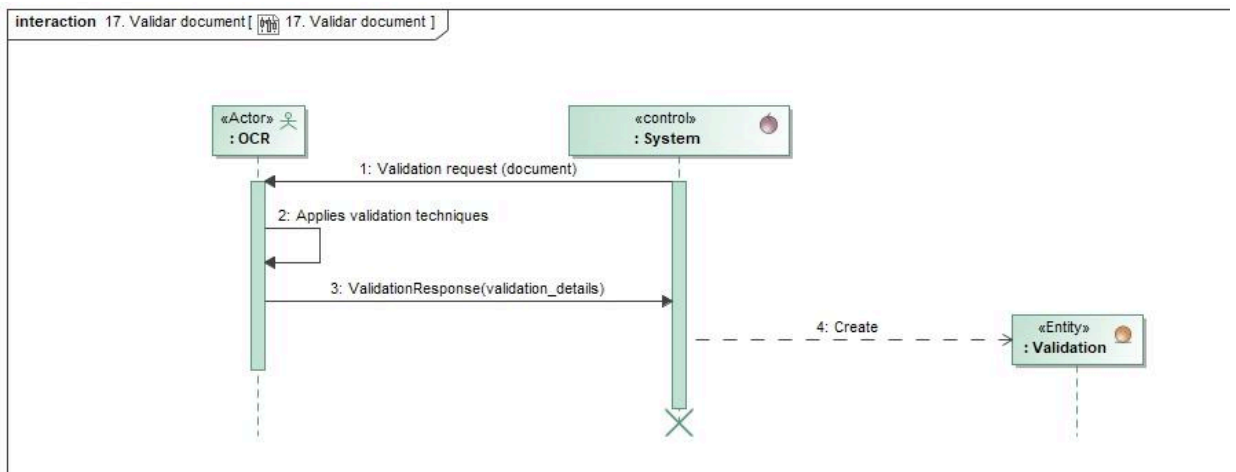 interaction 17. Validar document[ 17. Validar document ]
«Actor»
: OCR
«control»
: System
1: Validation request (document)
2: Applies validation techniques
3: ValidationResponse(validation_details)
4: Create
«Entity»
: Validation